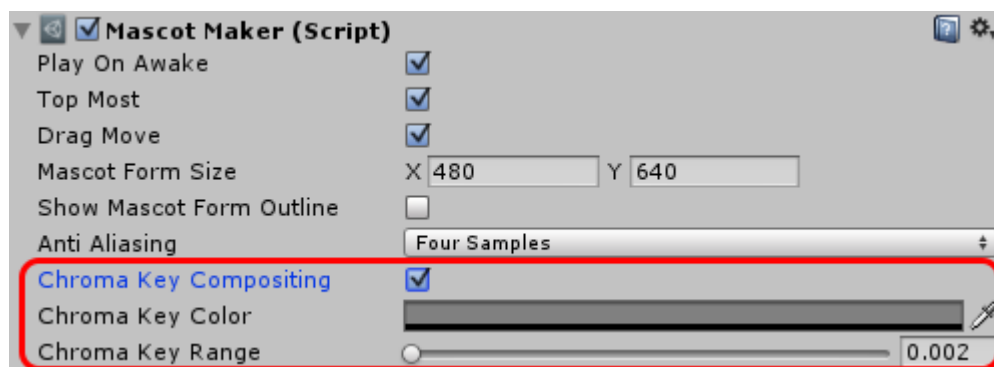 Mascot Maker (Script)
Play On Awake
Top Most
Drag Move
Mascot Form Size X 480 Y 640
Show Mascot Form Outline
Anti Aliasing Four Samples
Chroma Key Compositing
Chroma Key Color
Chroma Key Range 0.002